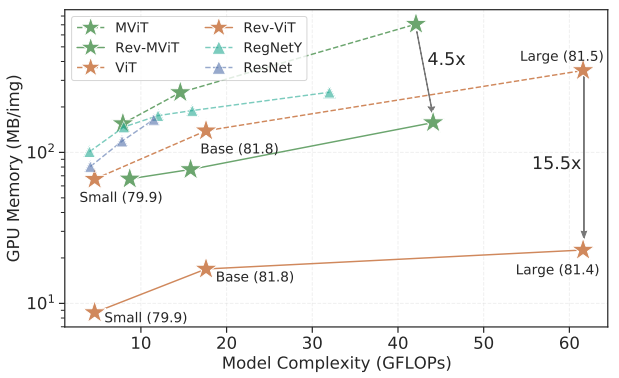 MViT
Rev-MViT
ViT
Rev-ViT
RegNetY
ResNet
Large (81.5)
4.5x
Base (81.8)
15.5x
Small (79.9)
Large (81.4)
Base (81.8)
Small (79.9)
GPU Memory (MB/img)
10²
10¹
10 20 30 40 50 60
Model Complexity (GFLOPs)